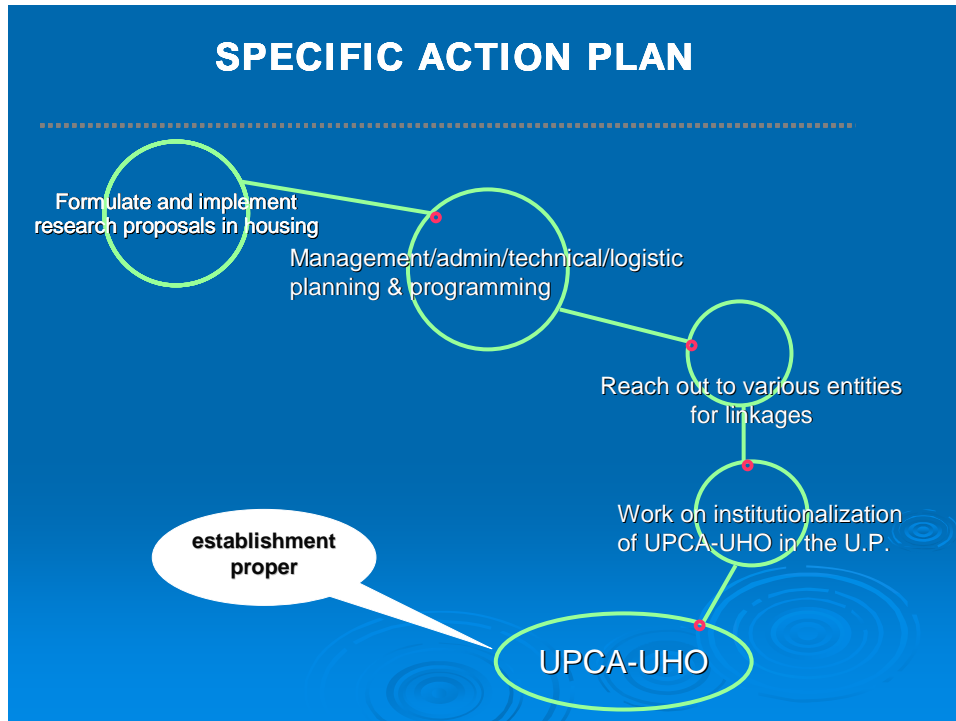 SPECIFIC ACTION PLAN
Formulate and implement
research proposals in housing
Management/admin/technical/logistic
planning & programming
Reach out to various entities
for linkages
Work on institutionalization
of UPCA-UHO in the U.P.
establishment
proper
UPCA-UHO